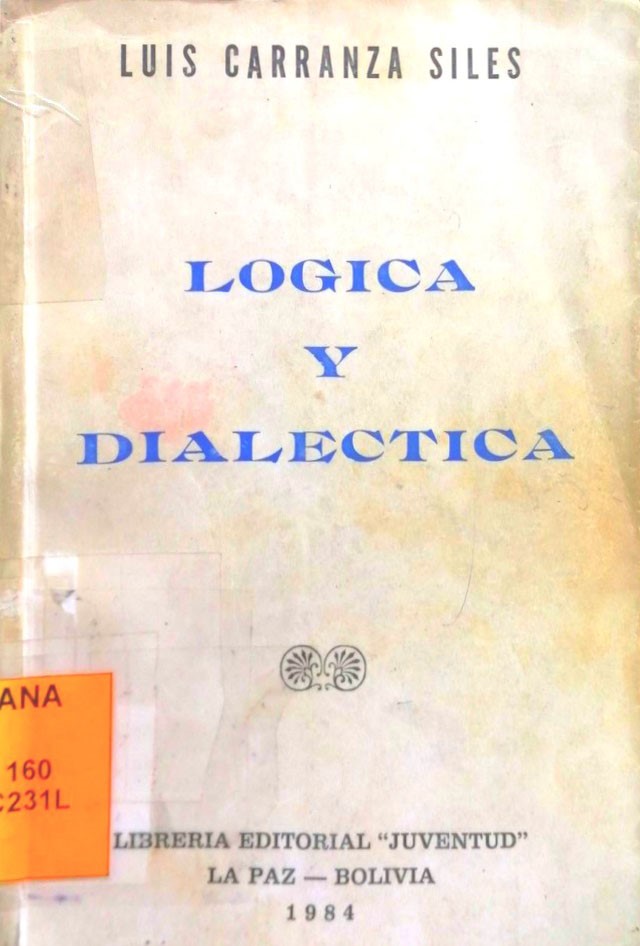 LUIS CARRANZA SILES
LOGICA
Y
DIALECTICA
ANA
160
C231L
LIBRERIA EDITORIAL "JUVENTUD"
LA PAZ — BOLIVIA
1984